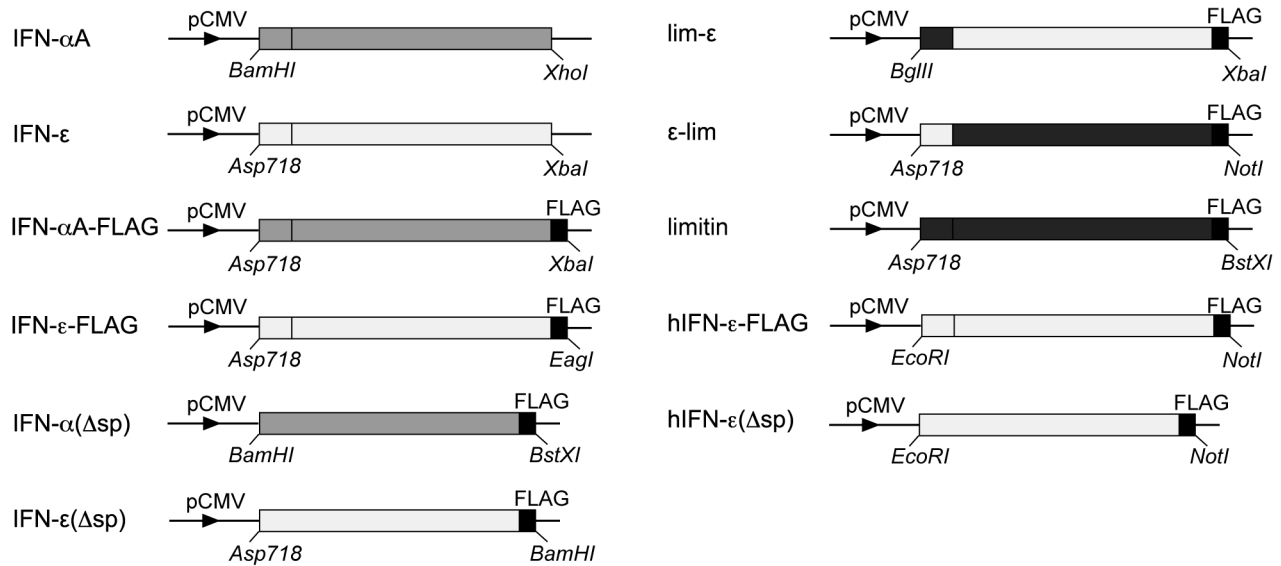 IFN-αA
pCMV
BamHI
XhoI
IFN-ε
pCMV
Asp718
XbaI
IFN-αA-FLAG
pCMV
FLAG
Asp718
XbaI
IFN-ε-FLAG
pCMV
FLAG
Asp718
EagI
IFN-α(Δsp)
pCMV
FLAG
BamHI
BstXI
IFN-ε(Δsp)
pCMV
FLAG
Asp718
BamHI
lim-ε
pCMV
FLAG
BglII
XbaI
ε-lim
pCMV
FLAG
Asp718
NotI
limitin
pCMV
FLAG
Asp718
BstXI
hIFN-ε-FLAG
pCMV
FLAG
EcoRI
NotI
hIFN-ε(Δsp)
pCMV
FLAG
EcoRI
NotI